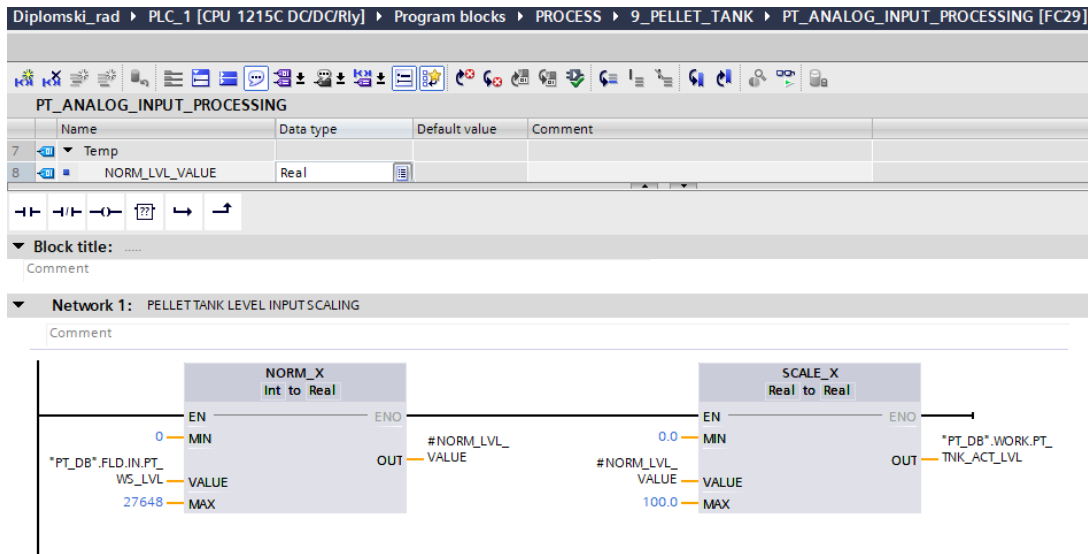 Diplomski_rad ▸ PLC_1 [CPU 1215C DC/DC/Rly] ▸ Program blocks ▸ PROCESS ▸ 9_PELLET_TANK ▸ PT_ANALOG_INPUT_PROCESSING [FC29]
PT_ANALOG_INPUT_PROCESSING
Name Data type Default value Comment
7 Temp
8 NORM_LVL_VALUE Real
??
Block title: .....
Comment
Network 1: PELLET TANK LEVEL INPUT SCALING
Comment
NORM_X
Int to Real
EN ENO
0 MIN
"PT_DB".FLD.IN.PT_
WS_LVL VALUE
27648 MAX
OUT
#NORM_LVL_
VALUE
SCALE_X
Real to Real
EN ENO
0.0 MIN
#NORM_LVL_
VALUE VALUE
100.0 MAX
OUT
"PT_DB".WORK.PT_
TNK_ACT_LVL